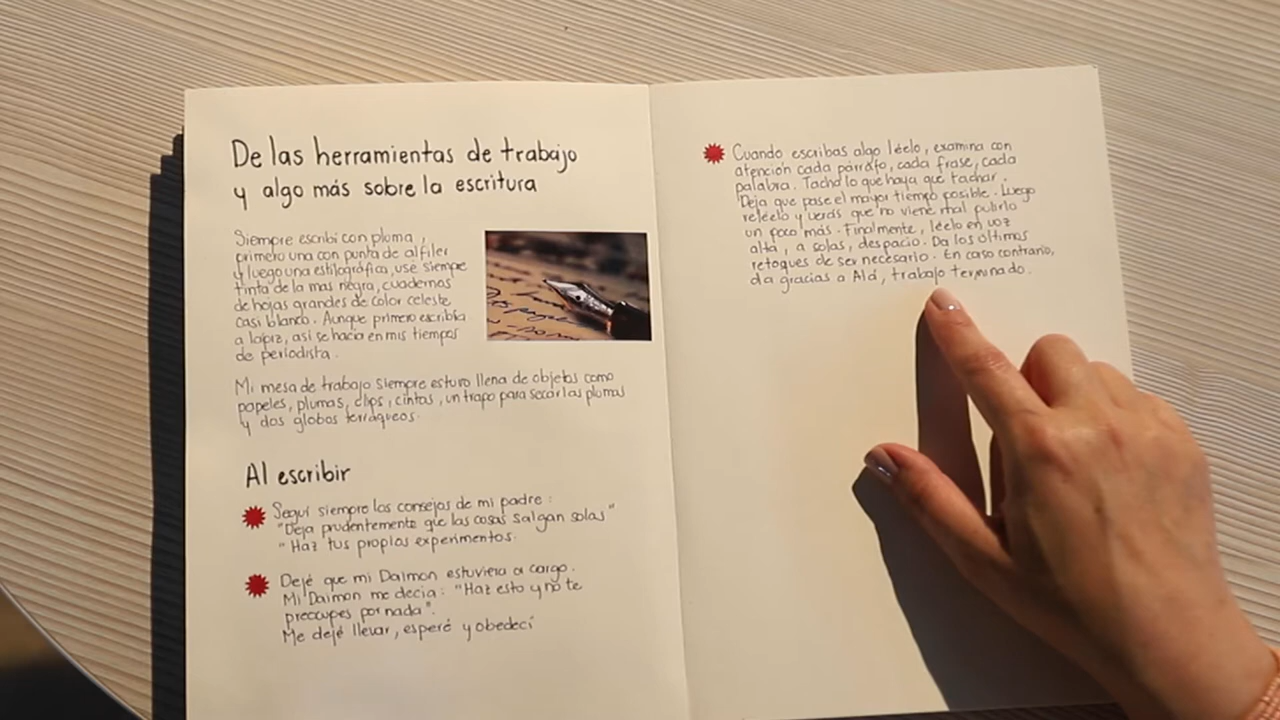 De las herramientas de trabajo
y algo más sobre la escritura
Siempre escribí con pluma,
primero una con punta de alfiler
y luego una estilográfica, usé siempre
tinta de la mas negra, cuadernos
de hojas grandes de color celeste
casi blanco. Aunque primero escribía
a lápiz, así se hacía en mis tiempos
de periodista.
Mi mesa de trabajo siempre estuvo llena de objetos como
papeles, plumas, clips, cintas, un trapo para secar las plumas
y dos globos terráqueos.
Al escribir
Seguí siempre los consejos de mi padre:
"Deja prudentemente que las cosas salgan solas"
"Haz tus propios experimentos.
Dejé que mi Daimon estuviera a cargo.
Mi Daimon me decia: "Haz esto y no te
preocupes por nada".
Me dejé llevar, esperé y obedecí
Cuando escribas algo léelo, examina con
atención cada párrafo, cada frase, cada
palabra. Tacha lo que haya que tachar.
Deja que pase el mayor tiempo posible. Luego
reléelo y verás que no viene mal pulirlo
un poco más. Finalmente, léelo en voz
alta, a solas, despacio. Da los últimos
retoques de ser necesario. En caso contrario,
da gracias a Alá, trabajo terminado.